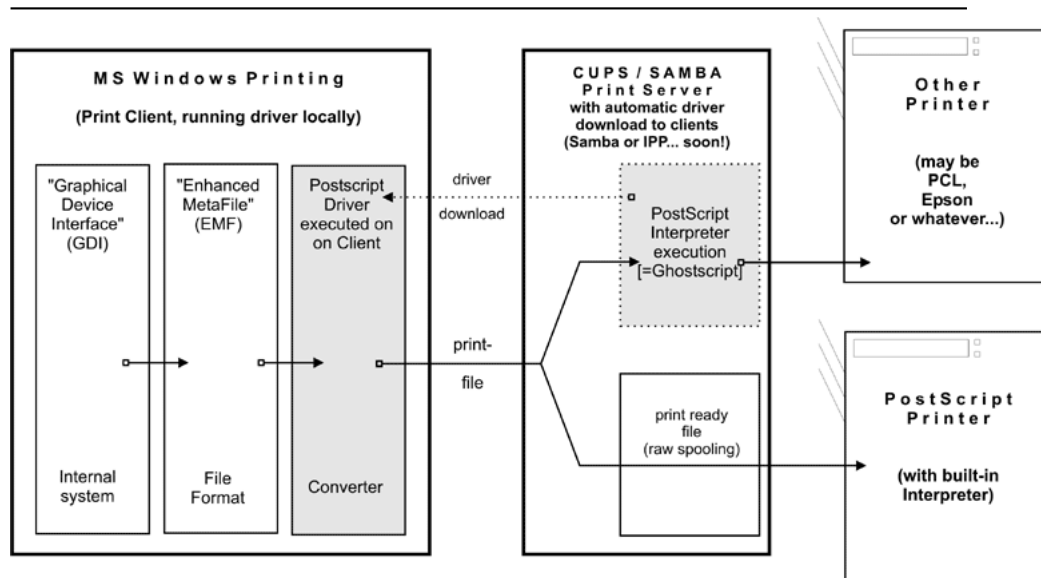 MS Windows Printing
(Print Client, running driver locally)
"Graphical
Device
Interface"
(GDI)
Internal
system
"Enhanced
MetaFile"
(EMF)
File
Format
Postscript
Driver
executed on
on Client
Converter
driver
download
print-
file
CUPS / SAMBA
Print Server
with automatic driver
download to clients
(Samba or IPP... soon!)
PostScript
Interpreter
execution
[=Ghostscript]
print ready
file
(raw spooling)
Other
Printer
(may be
PCL,
Epson
or whatever...)
PostScript
Printer
(with built-in
Interpreter)